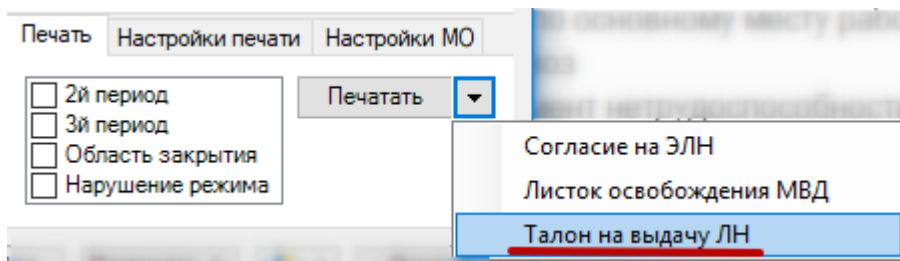 Печать Настройки печати Настройки МО
2й период
3й период
Область закрытия
Нарушение режима
Печатать
Согласие на ЭЛН
Листок освобождения МВД
Талон на выдачу ЛН